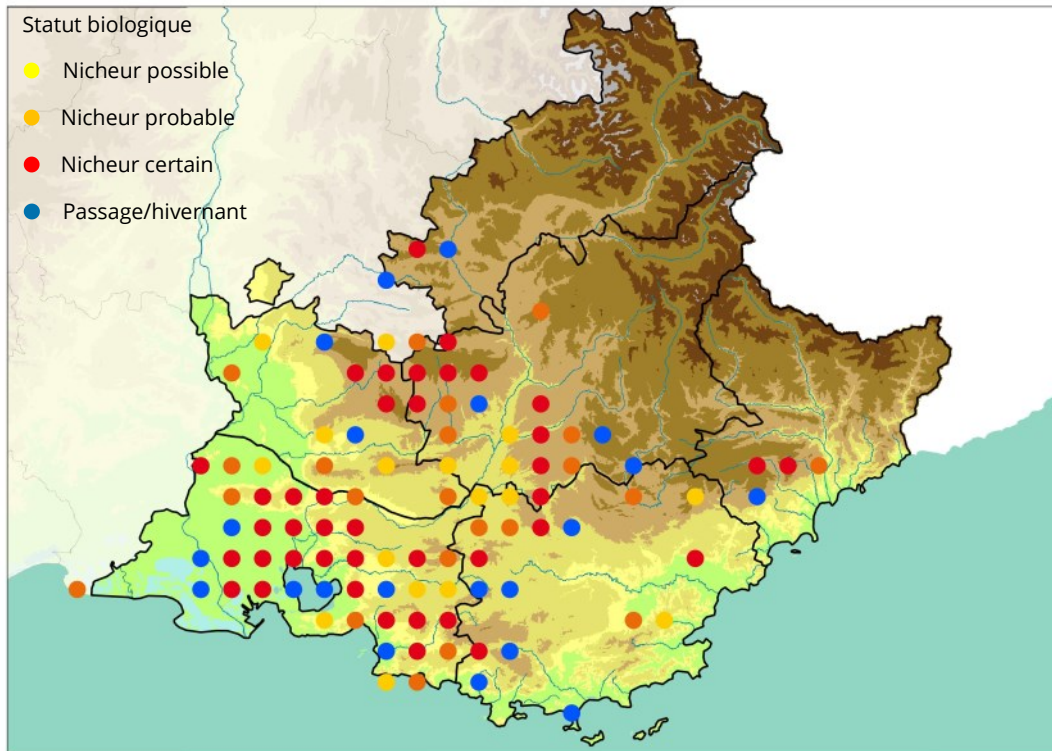 Statut biologique
Nicheur possible
Nicheur probable
Nicheur certain
Passage/hivernant